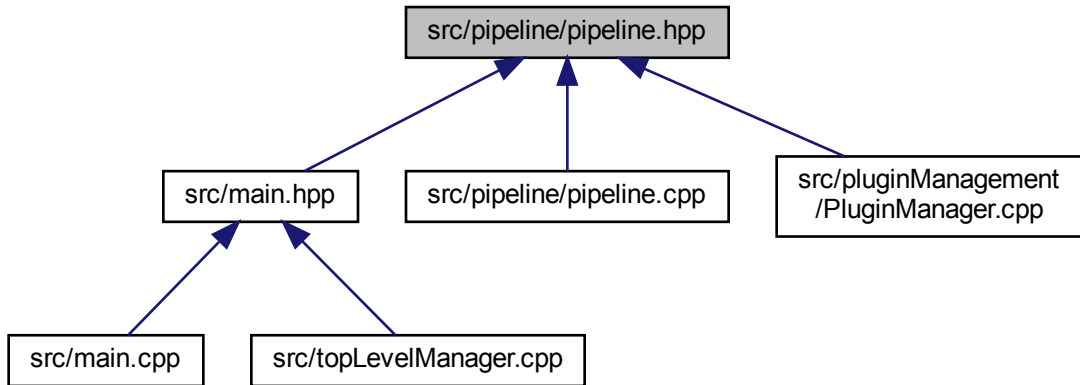 src/pipeline/pipeline.hpp
src/main.hpp
src/pipeline/pipeline.cpp
src/pluginManagement
/PluginManager.cpp
src/main.cpp
src/topLevelManager.cpp